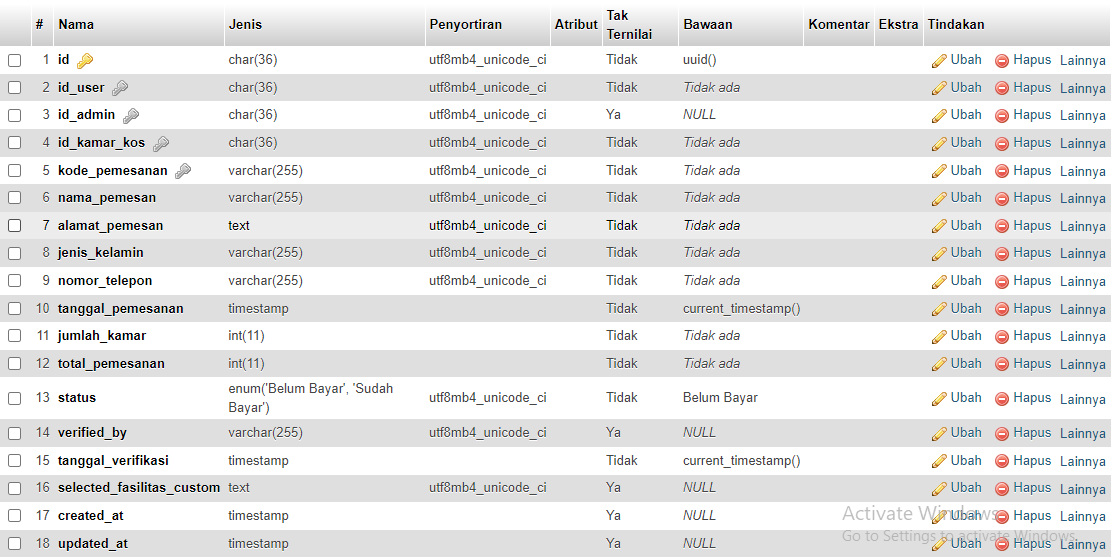 # Nama Jenis Penyortiran Atribut Tak Ternilai Bawaan Komentar Ekstra Tindakan
1 id char(36) utf8mb4_unicode_ci Tidak uuid() Ubah Hapus Lainnya
2 id_user char(36) utf8mb4_unicode_ci Tidak Tidak ada Ubah Hapus Lainnya
3 id_admin char(36) utf8mb4_unicode_ci Ya NULL Ubah Hapus Lainnya
4 id_kamar_kos char(36) utf8mb4_unicode_ci Tidak Tidak ada Ubah Hapus Lainnya
5 kode_pemesanan varchar(255) utf8mb4_unicode_ci Tidak Tidak ada Ubah Hapus Lainnya
6 nama_pemesan varchar(255) utf8mb4_unicode_ci Tidak Tidak ada Ubah Hapus Lainnya
7 alamat_pemesan text utf8mb4_unicode_ci Tidak Tidak ada Ubah Hapus Lainnya
8 jenis_kelamin varchar(255) utf8mb4_unicode_ci Tidak Tidak ada Ubah Hapus Lainnya
9 nomor_telepon varchar(255) utf8mb4_unicode_ci Tidak Tidak ada Ubah Hapus Lainnya
10 tanggal_pemesanan timestamp Tidak current_timestamp() Ubah Hapus Lainnya
11 jumlah_kamar int(11) Tidak Tidak ada Ubah Hapus Lainnya
12 total_pemesanan int(11) Tidak Tidak ada Ubah Hapus Lainnya
13 status enum('Belum Bayar', 'Sudah Bayar') utf8mb4_unicode_ci Tidak Belum Bayar Ubah Hapus Lainnya
14 verified_by varchar(255) utf8mb4_unicode_ci Ya NULL Ubah Hapus Lainnya
15 tanggal_verifikasi timestamp Tidak current_timestamp() Ubah Hapus Lainnya
16 selected_fasilitas_custom text utf8mb4_unicode_ci Ya NULL Ubah Hapus Lainnya
17 created_at timestamp Ya NULL Ubah Hapus Lainnya
18 updated_at timestamp Ya NULL Ubah Hapus Lainnya
Activate Windows
Go to Settings to activate Windows.